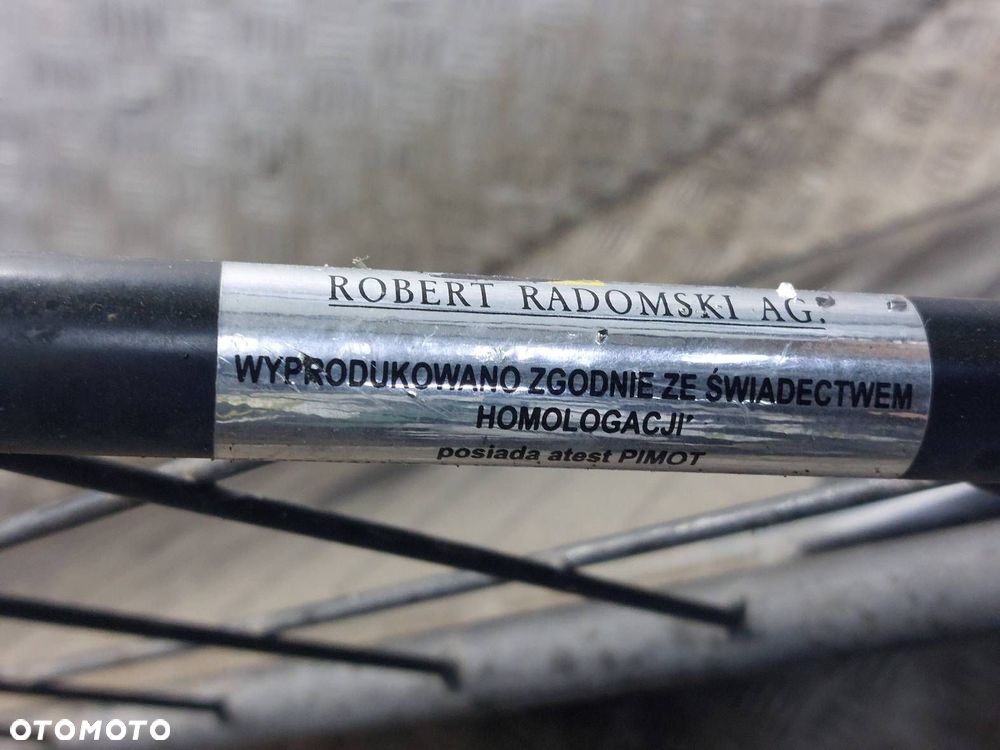 ROBERT RADOMSKI AG.
WYPRODUKOWANO ZGODNIE ZE ŚWIADECTWEM
HOMOLOGACJI"
posiada atest PIMOT
OTOMOTO